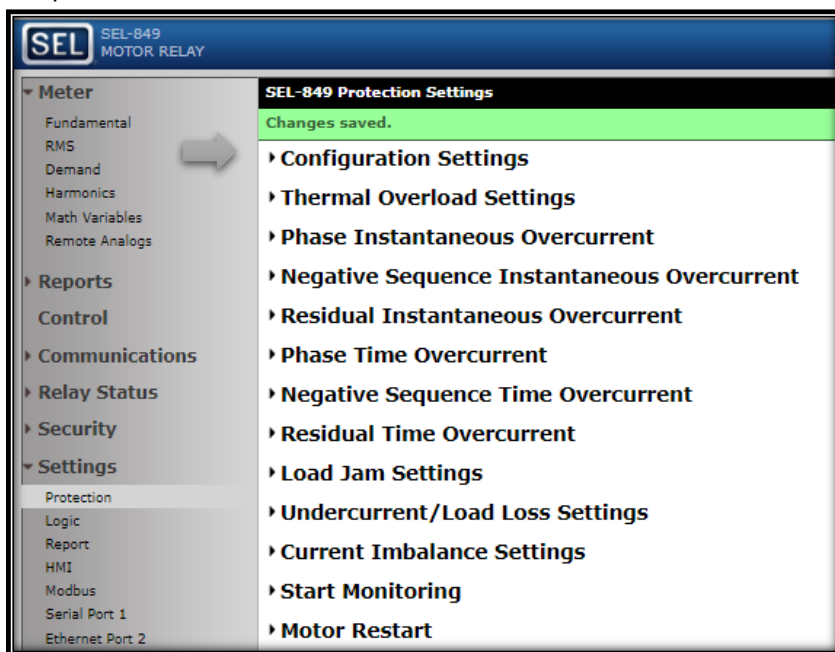 SEL
SEL-849
MOTOR RELAY
Meter
Fundamental
RMS
Demand
Harmonics
Math Variables
Remote Analogs
Reports
Control
Communications
Relay Status
Security
Settings
Protection
Logic
Report
HMI
Modbus
Serial Port 1
Ethernet Port 2
SEL-849 Protection Settings
Changes saved.
Configuration Settings
Thermal Overload Settings
Phase Instantaneous Overcurrent
Negative Sequence Instantaneous Overcurrent
Residual Instantaneous Overcurrent
Phase Time Overcurrent
Negative Sequence Time Overcurrent
Residual Time Overcurrent
Load Jam Settings
Undercurrent/Load Loss Settings
Current Imbalance Settings
Start Monitoring
Motor Restart